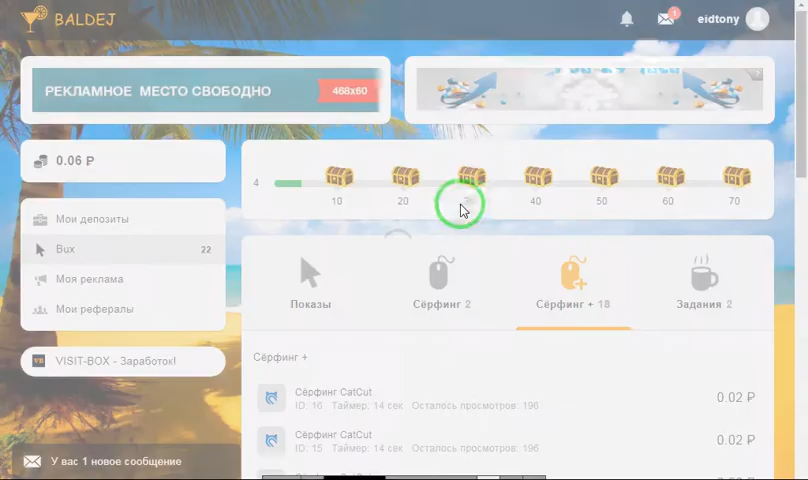 BALDEJ
1
eidtony
РЕКЛАМНОЕ МЕСТО СВОБОДНО
468x60
0.06 ₽
4
10
20
40
50
60
70
Мои депозиты
Bux
22
Моя реклама
Мои рефералы
Показы
Сёрфинг 2
Сёрфинг + 18
Задания 2
VB
VISIT-BOX - Заработок!
Сёрфинг +
Сёрфинг CatCut
ID: 16 Таймер: 14 сек Осталось просмотров: 196
0.02 ₽
Сёрфинг CatCut
ID: 15 Таймер: 14 сек Осталось просмотров: 196
0.02 ₽
У вас 1 новое сообщение